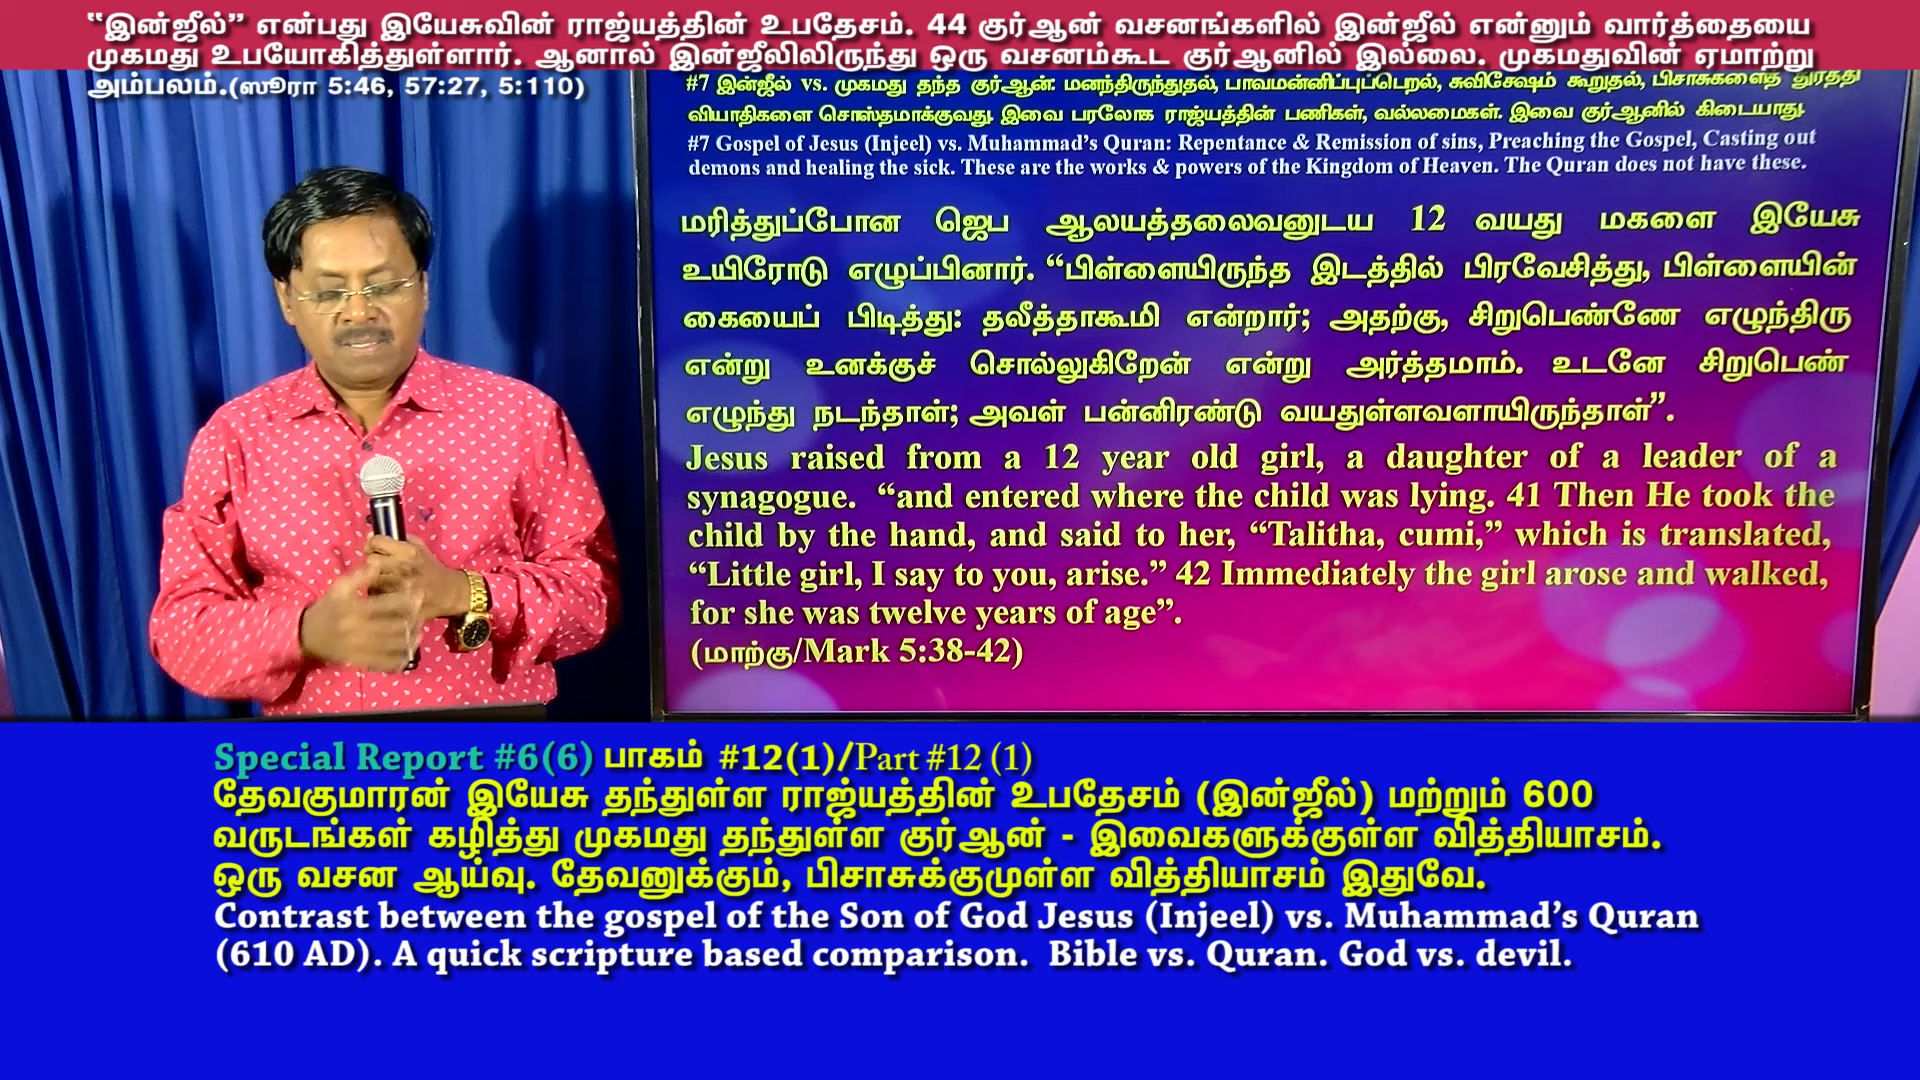 “இன்ஜீல்” என்பது இயேசுவின் ராஜ்யத்தின் உபதேசம். 44 குர்ஆன் வசனங்களில் இன்ஜீல் என்னும் வார்த்தையை
முகமது உபயோகித்துள்ளார். ஆனால் இன்ஜீலிலிருந்து ஒரு வசனம்கூட குர்ஆனில் இல்லை. முகமதுவின் ஏமாற்று
அம்பலம்.(ஸூரா 5:46, 57:27, 5:110)
#7 இன்ஜீல் vs. முகமது தந்த குர்ஆன்: மனந்திருந்துதல், பாவமன்னிப்புப்பெறல், சுவிசேஷம் கூறுதல், பிசாசுகளைத் துரத்தி
வியாதிகளை சொஸ்தமாக்குவது. இவை பரலோக ராஜ்யத்தின் பணிகள், வல்லமைகள். இவை குர்ஆனில் கிடையாது.
#7 Gospel of Jesus (Injeel) vs. Muhammad’s Quran: Repentance & Remission of sins, Preaching the Gospel, Casting out
demons and healing the sick. These are the works & powers of the Kingdom of Heaven. The Quran does not have these.
மரித்துப்போன ஜெப ஆலயத்தலைவனுடைய 12 வயது மகளை இயேசு
உயிரோடு எழுப்பினார். “பிள்ளையிருந்த இடத்தில் பிரவேசித்து, பிள்ளையின்
கையைப் பிடித்து: தலீத்தாகூமி என்றார்; அதற்கு, சிறுபெண்ணே எழுந்திரு
என்று உனக்குச் சொல்லுகிறேன் என்று அர்த்தமாம். உடனே சிறுபெண்
எழுந்து நடந்தாள்; அவள் பன்னிரண்டு வயதுள்ளவளாயிருந்தாள்”.
Jesus raised from a 12 year old girl, a daughter of a leader of a
synagogue. “and entered where the child was lying. 41 Then He took the
child by the hand, and said to her, “Talitha, cumi,” which is translated,
“Little girl, I say to you, arise.” 42 Immediately the girl arose and walked,
for she was twelve years of age”.
(மாற்கு/Mark 5:38-42)
Special Report #6(6) பாகம் #12(1)/Part #12 (1)
தேவகுமாரன் இயேசு தந்துள்ள ராஜ்யத்தின் உபதேசம் (இன்ஜீல்) மற்றும் 600
வருடங்கள் கழித்து முகமது தந்துள்ள குர்ஆன் - இவைகளுக்குள்ள வித்தியாசம்.
ஒரு வசன ஆய்வு. தேவனுக்கும், பிசாசுக்குமுள்ள வித்தியாசம் இதுவே.
Contrast between the gospel of the Son of God Jesus (Injeel) vs. Muhammad’s Quran
(610 AD). A quick scripture based comparison. Bible vs. Quran. God vs. devil.